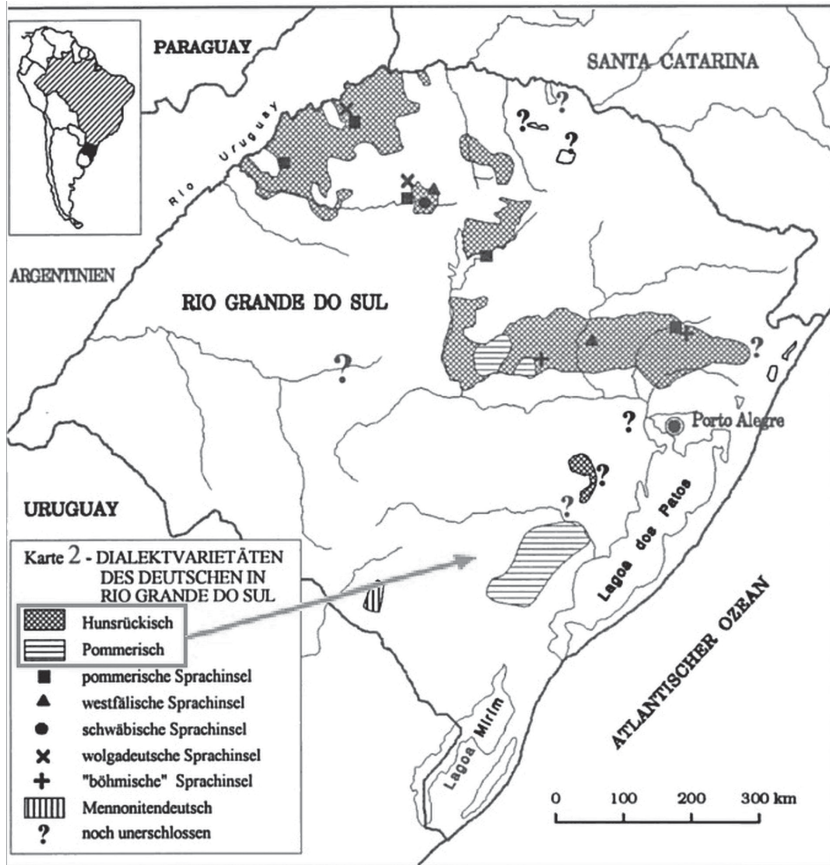 PARAGUAY
SANTA CATARINA
?
?
?
Rio Uruguay
ARGENTINIEN
RIO GRANDE DO SUL
?
?
?
Porto Alegre
?
?
URUGUAY
Lagoa dos Patos
Karte 2 - DIALEKTVARIETÄTEN
DES DEUTSCHEN IN
RIO GRANDE DO SUL
Hunsrückisch
Pommerisch
pommerische Sprachinsel
westfälische Sprachinsel
schwäbische Sprachinsel
wolgadeutsche Sprachinsel
"böhmische" Sprachinsel
Mennonitendeutsch
? noch unerschlossen
Lagoa Mirim
ATLANTISCHER OZEAN
0 100 200 300 km